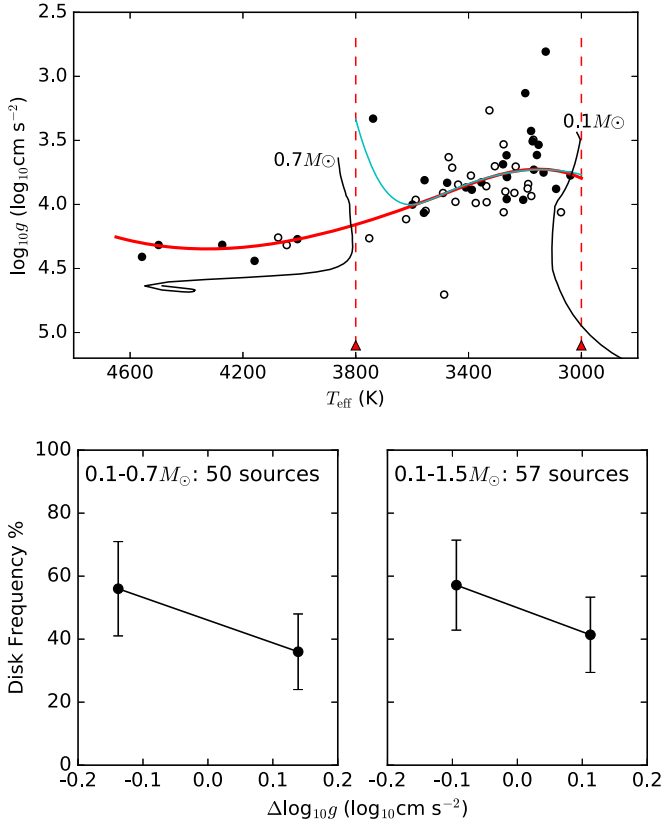 2.5
3.0
3.5
4.0
4.5
5.0
log₁₀g (log₁₀cm s⁻²)
0.7M☉
0.1M☉
4600 4200 3800 3400 3000
T_eff (K)
100
80
60
40
20
0
Disk Frequency %
0.1-0.7M☉: 50 sources
0.1-1.5M☉: 57 sources
-0.2 -0.1 0.0 0.1 0.2
-0.2 -0.1 0.0 0.1 0.2
Δlog₁₀g (log₁₀cm s⁻²)